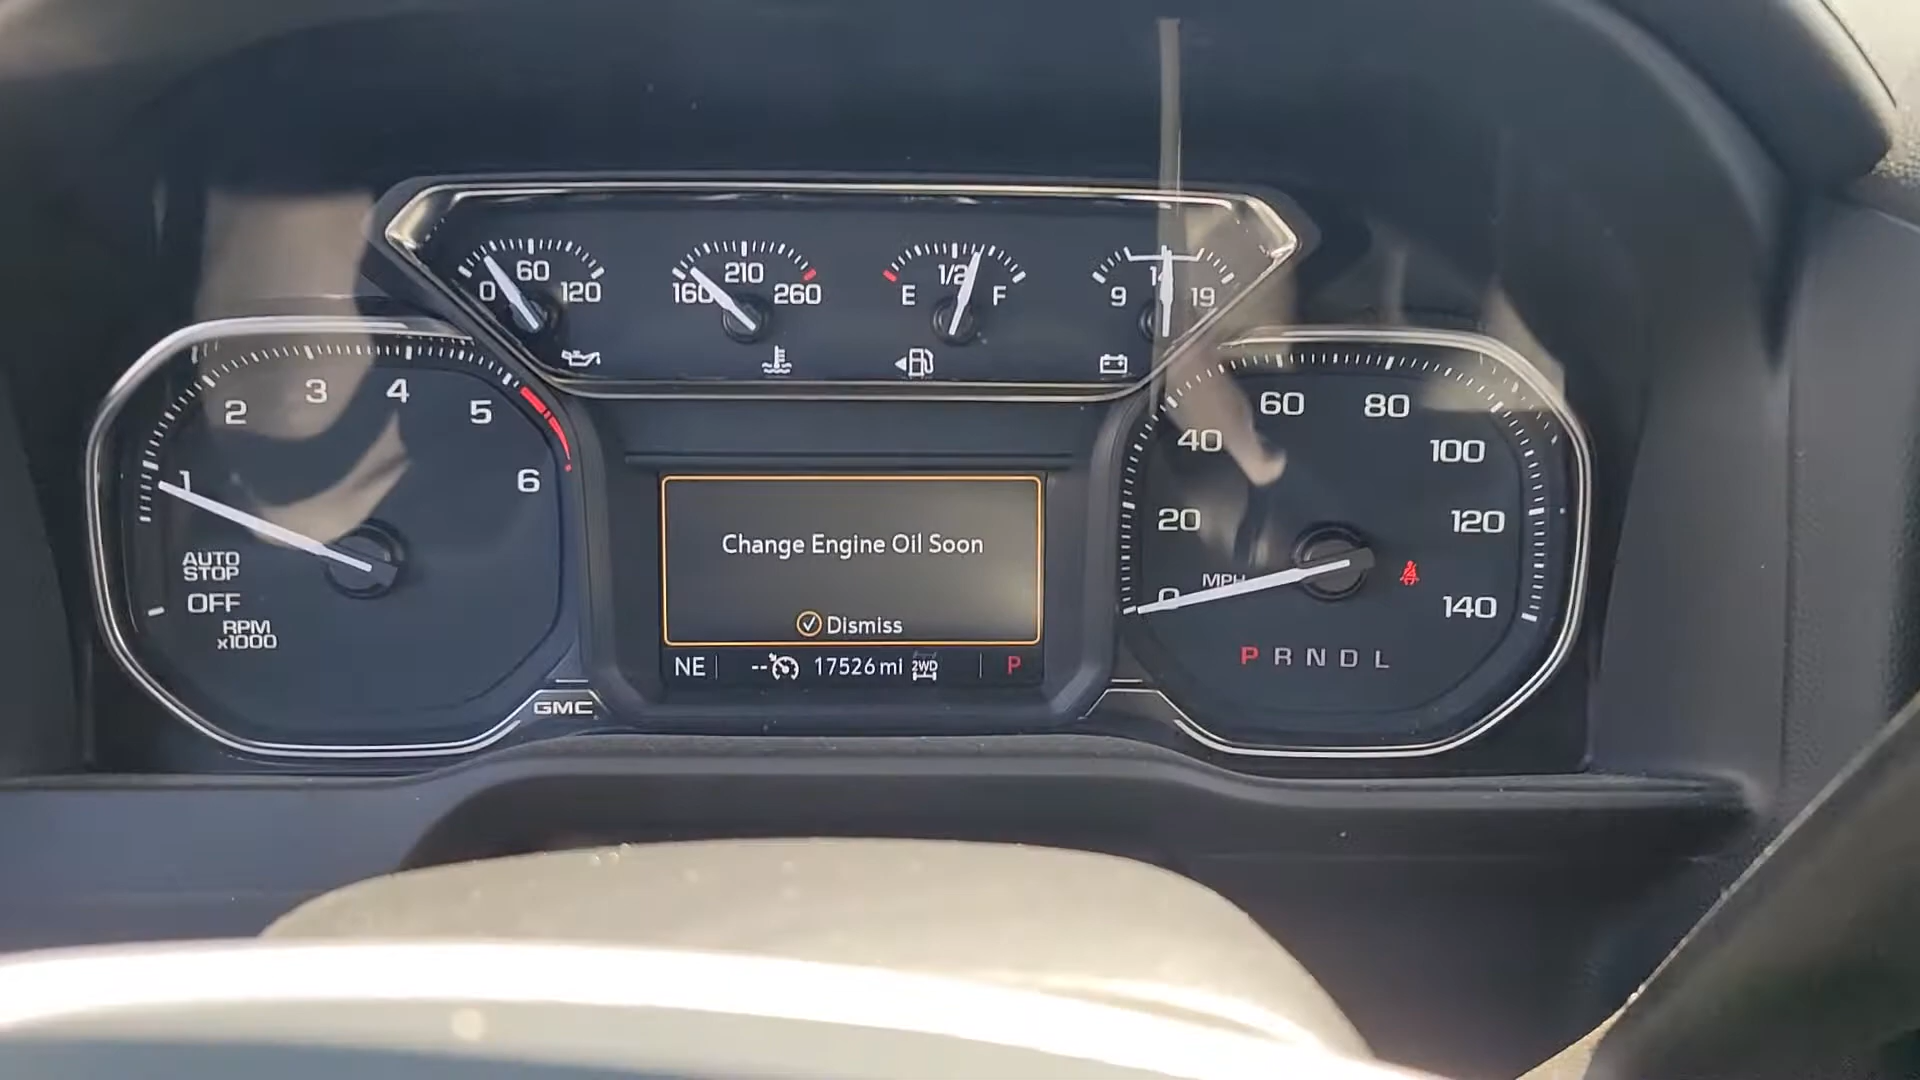 0 60 120
160 210 260
E 1/2 F
9 14 19
1 2 3 4 5 6
AUTO
STOP
OFF
RPM
x1000
GMC
Change Engine Oil Soon
Dismiss
NE -- 17526 mi 2WD P
0 20 40 60 80 100 120 140
MPH
P R N D L